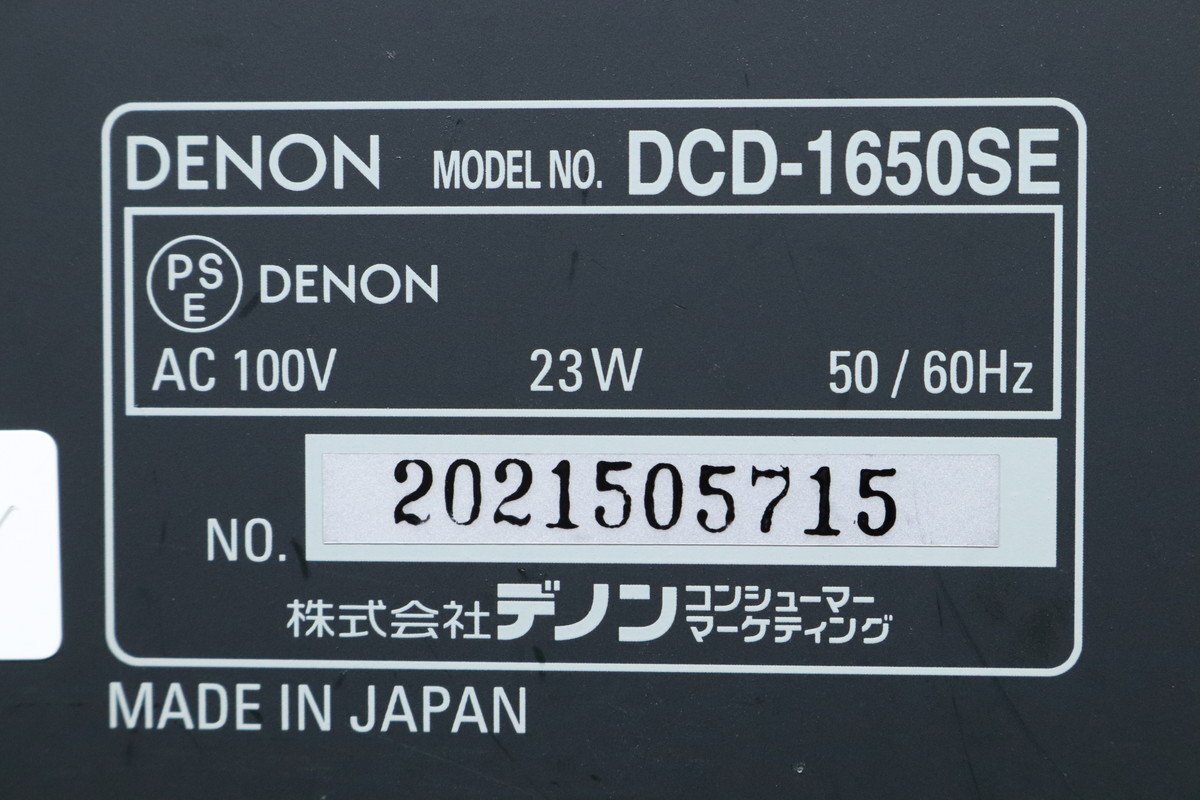 DENON MODEL NO. DCD-1650SE
PSE DENON
AC 100V 23W 50 / 60Hz
NO. 2021505715
株式会社デノン コンシューマー
マーケティング
MADE IN JAPAN